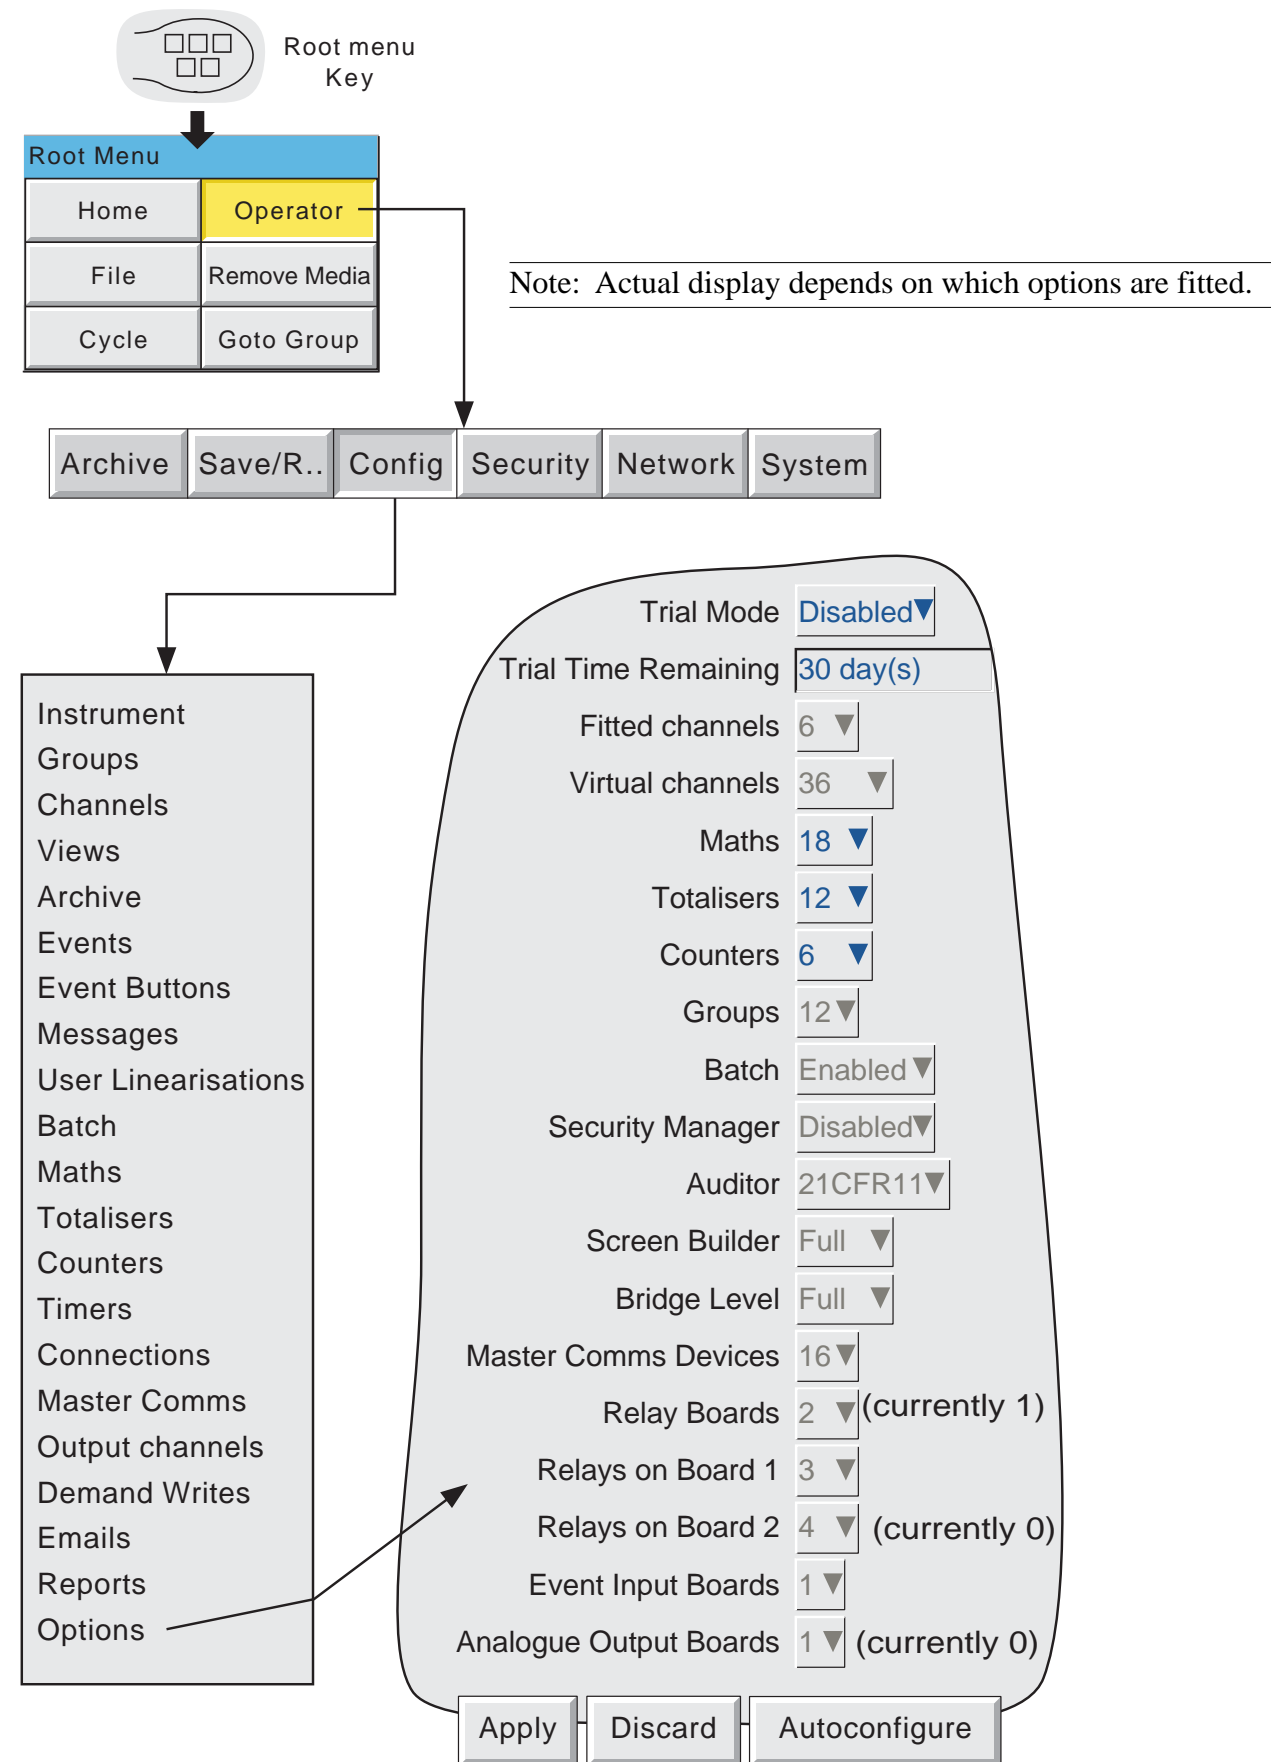 Root menu
Key
Root Menu
Home
Operator
File
Remove Media
Cycle
Goto Group
Note: Actual display depends on which options are fitted.
Archive
Save/R..
Config
Security
Network
System
Instrument
Groups
Channels
Views
Archive
Events
Event Buttons
Messages
User Linearisations
Batch
Maths
Totalisers
Counters
Timers
Connections
Master Comms
Output channels
Demand Writes
Emails
Reports
Options
Trial Mode Disabled
Trial Time Remaining 30 day(s)
Fitted channels 6
Virtual channels 36
Maths 18
Totalisers 12
Counters 6
Groups 12
Batch Enabled
Security Manager Disabled
Auditor 21CFR11
Screen Builder Full
Bridge Level Full
Master Comms Devices 16
Relay Boards 2 (currently 1)
Relays on Board 1 3
Relays on Board 2 4 (currently 0)
Event Input Boards 1
Analogue Output Boards 1 (currently 0)
Apply
Discard
Autoconfigure